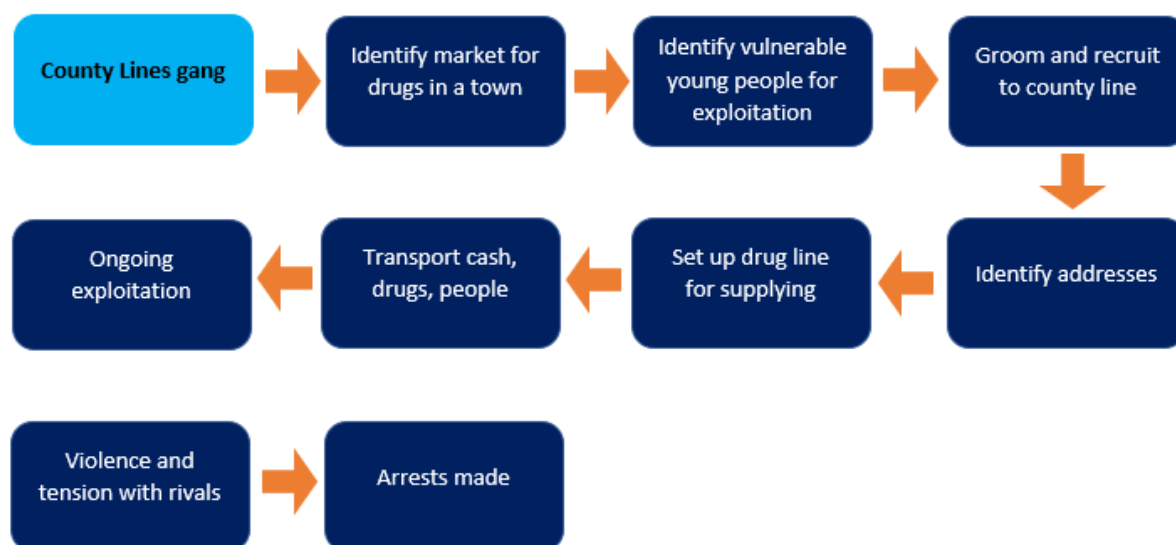 County Lines gang
Identify market for
drugs in a town
Identify vulnerable
young people for
exploitation
Groom and recruit
to county line
Identify addresses
Set up drug line
for supplying
Transport cash,
drugs, people
Ongoing
exploitation
Violence and
tension with rivals
Arrests made